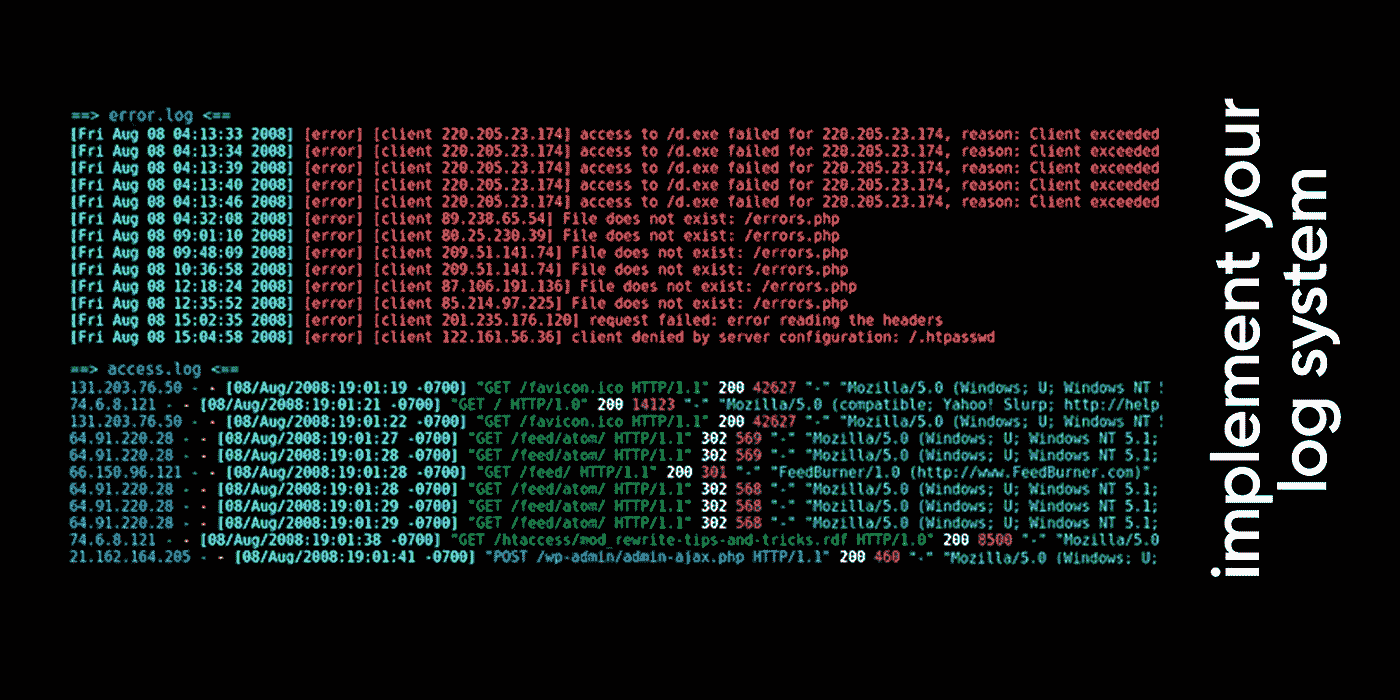 ==> error.log <==
[Fri Aug 08 04:13:33 2008] [error] [client 220.205.23.174] access to /d.exe failed for 220.205.23.174, reason: Client exceeded
[Fri Aug 08 04:13:34 2008] [error] [client 220.205.23.174] access to /d.exe failed for 220.205.23.174, reason: Client exceeded
[Fri Aug 08 04:13:39 2008] [error] [client 220.205.23.174] access to /d.exe failed for 220.205.23.174, reason: Client exceeded
[Fri Aug 08 04:13:40 2008] [error] [client 220.205.23.174] access to /d.exe failed for 220.205.23.174, reason: Client exceeded
[Fri Aug 08 04:13:46 2008] [error] [client 220.205.23.174] access to /d.exe failed for 220.205.23.174, reason: Client exceeded
[Fri Aug 08 04:32:08 2008] [error] [client 89.238.65.54] File does not exist: /errors.php
[Fri Aug 08 09:01:10 2008] [error] [client 80.25.230.39] File does not exist: /errors.php
[Fri Aug 08 09:48:09 2008] [error] [client 209.51.141.74] File does not exist: /errors.php
[Fri Aug 08 10:36:58 2008] [error] [client 209.51.141.74] File does not exist: /errors.php
[Fri Aug 08 12:18:24 2008] [error] [client 87.106.191.136] File does not exist: /errors.php
[Fri Aug 08 12:35:52 2008] [error] [client 85.214.97.225] File does not exist: /errors.php
[Fri Aug 08 15:02:35 2008] [error] [client 201.235.176.120] request failed: error reading the headers
[Fri Aug 08 15:04:58 2008] [error] [client 122.161.56.36] client denied by server configuration: /.htpasswd
==> access.log <==
131.203.76.50 - - [08/Aug/2008:19:01:19 -0700] "GET /favicon.ico HTTP/1.1" 200 42627 "-" "Mozilla/5.0 (Windows; U; Windows NT
74.6.8.121 - - [08/Aug/2008:19:01:21 -0700] "GET / HTTP/1.0" 200 14123 "-" "Mozilla/5.0 (compatible; Yahoo! Slurp; http://help
131.203.76.50 - - [08/Aug/2008:19:01:22 -0700] "GET /favicon.ico HTTP/1.1" 200 42627 "-" "Mozilla/5.0 (Windows; U; Windows NT
64.91.220.28 - - [08/Aug/2008:19:01:27 -0700] "GET /feed/atom/ HTTP/1.1" 302 569 "-" "Mozilla/5.0 (Windows; U; Windows NT 5.1;
64.91.220.28 - - [08/Aug/2008:19:01:28 -0700] "GET /feed/atom/ HTTP/1.1" 302 569 "-" "Mozilla/5.0 (Windows; U; Windows NT 5.1;
66.150.96.121 - - [08/Aug/2008:19:01:28 -0700] "GET /feed/ HTTP/1.1" 200 301 "-" "FeedBurner/1.0 (http://www.FeedBurner.com)"
64.91.220.28 - - [08/Aug/2008:19:01:28 -0700] "GET /feed/atom/ HTTP/1.1" 302 568 "-" "Mozilla/5.0 (Windows; U; Windows NT 5.1;
64.91.220.28 - - [08/Aug/2008:19:01:29 -0700] "GET /feed/atom/ HTTP/1.1" 302 568 "-" "Mozilla/5.0 (Windows; U; Windows NT 5.1;
64.91.220.28 - - [08/Aug/2008:19:01:29 -0700] "GET /feed/atom/ HTTP/1.1" 302 568 "-" "Mozilla/5.0 (Windows; U; Windows NT 5.1;
74.6.8.121 - - [08/Aug/2008:19:01:38 -0700] "GET /htaccess/mod_rewrite-tips-and-tricks.rdf HTTP/1.0" 200 8500 "-" "Mozilla/5.0
21.162.164.205 - - [08/Aug/2008:19:01:41 -0700] "POST /wp-admin/admin-ajax.php HTTP/1.1" 200 460 "-" "Mozilla/5.0 (Windows; U;
implement your
log system